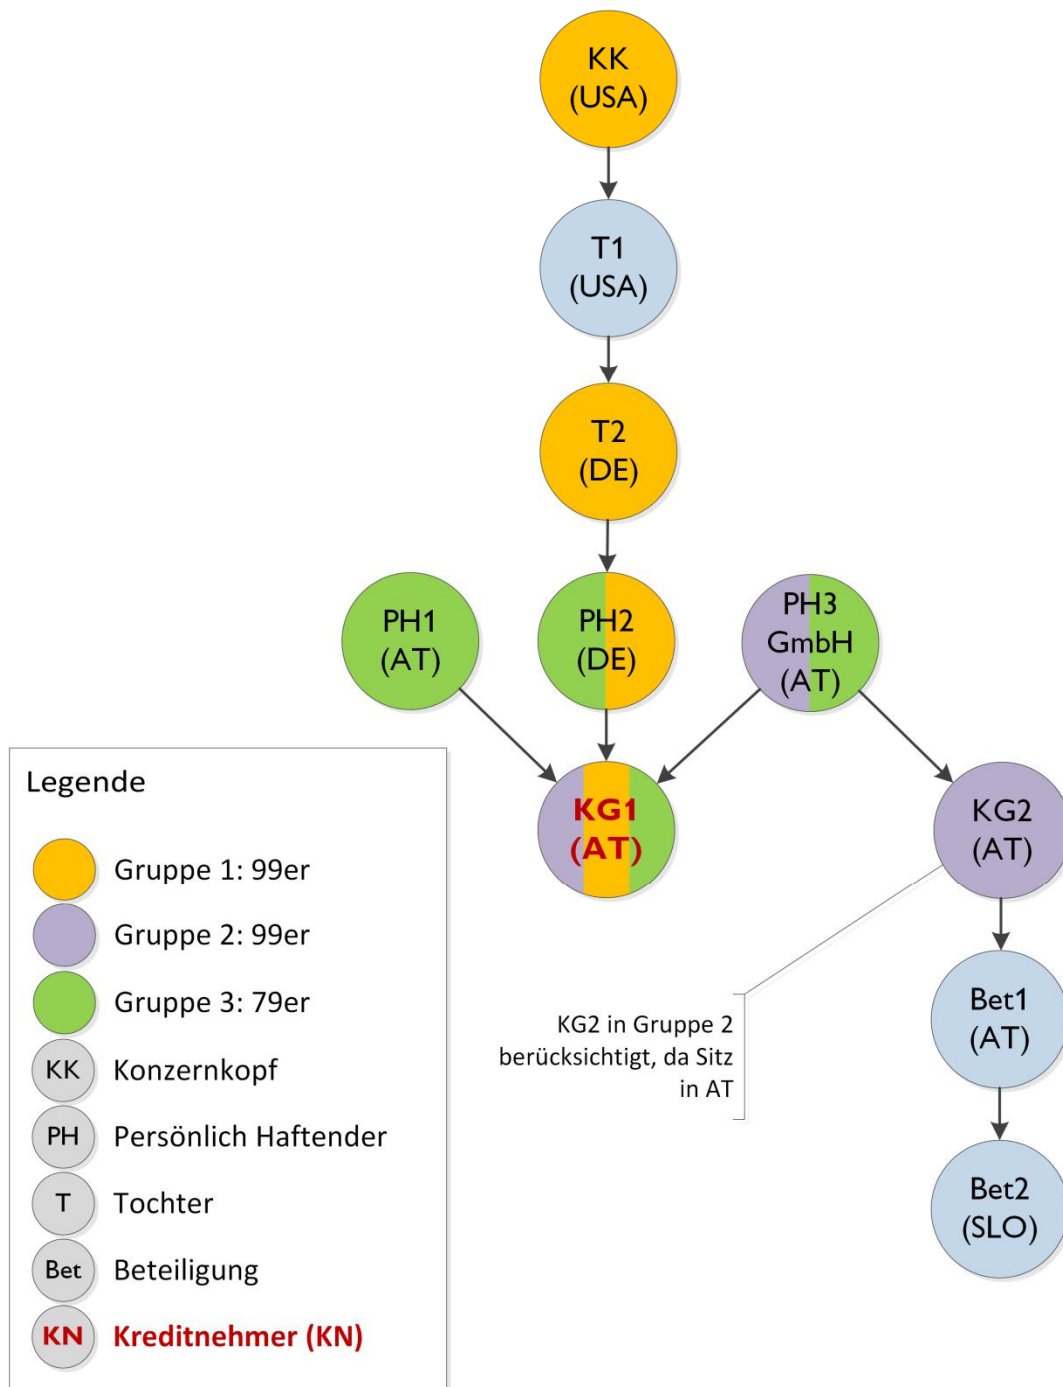 KK
(USA)
T1
(USA)
T2
(DE)
PH1
(AT)
PH2
(DE)
PH3
GmbH
(AT)
KG1
(AT)
KG2
(AT)
KG2 in Gruppe 2
berücksichtigt, da Sitz
in AT
Bet1
(AT)
Bet2
(SLO)
Legende
Gruppe 1: 99er
Gruppe 2: 99er
Gruppe 3: 79er
KK Konzernkopf
PH Persönlich Haftender
T Tochter
Bet Beteiligung
KN Kreditnehmer (KN)